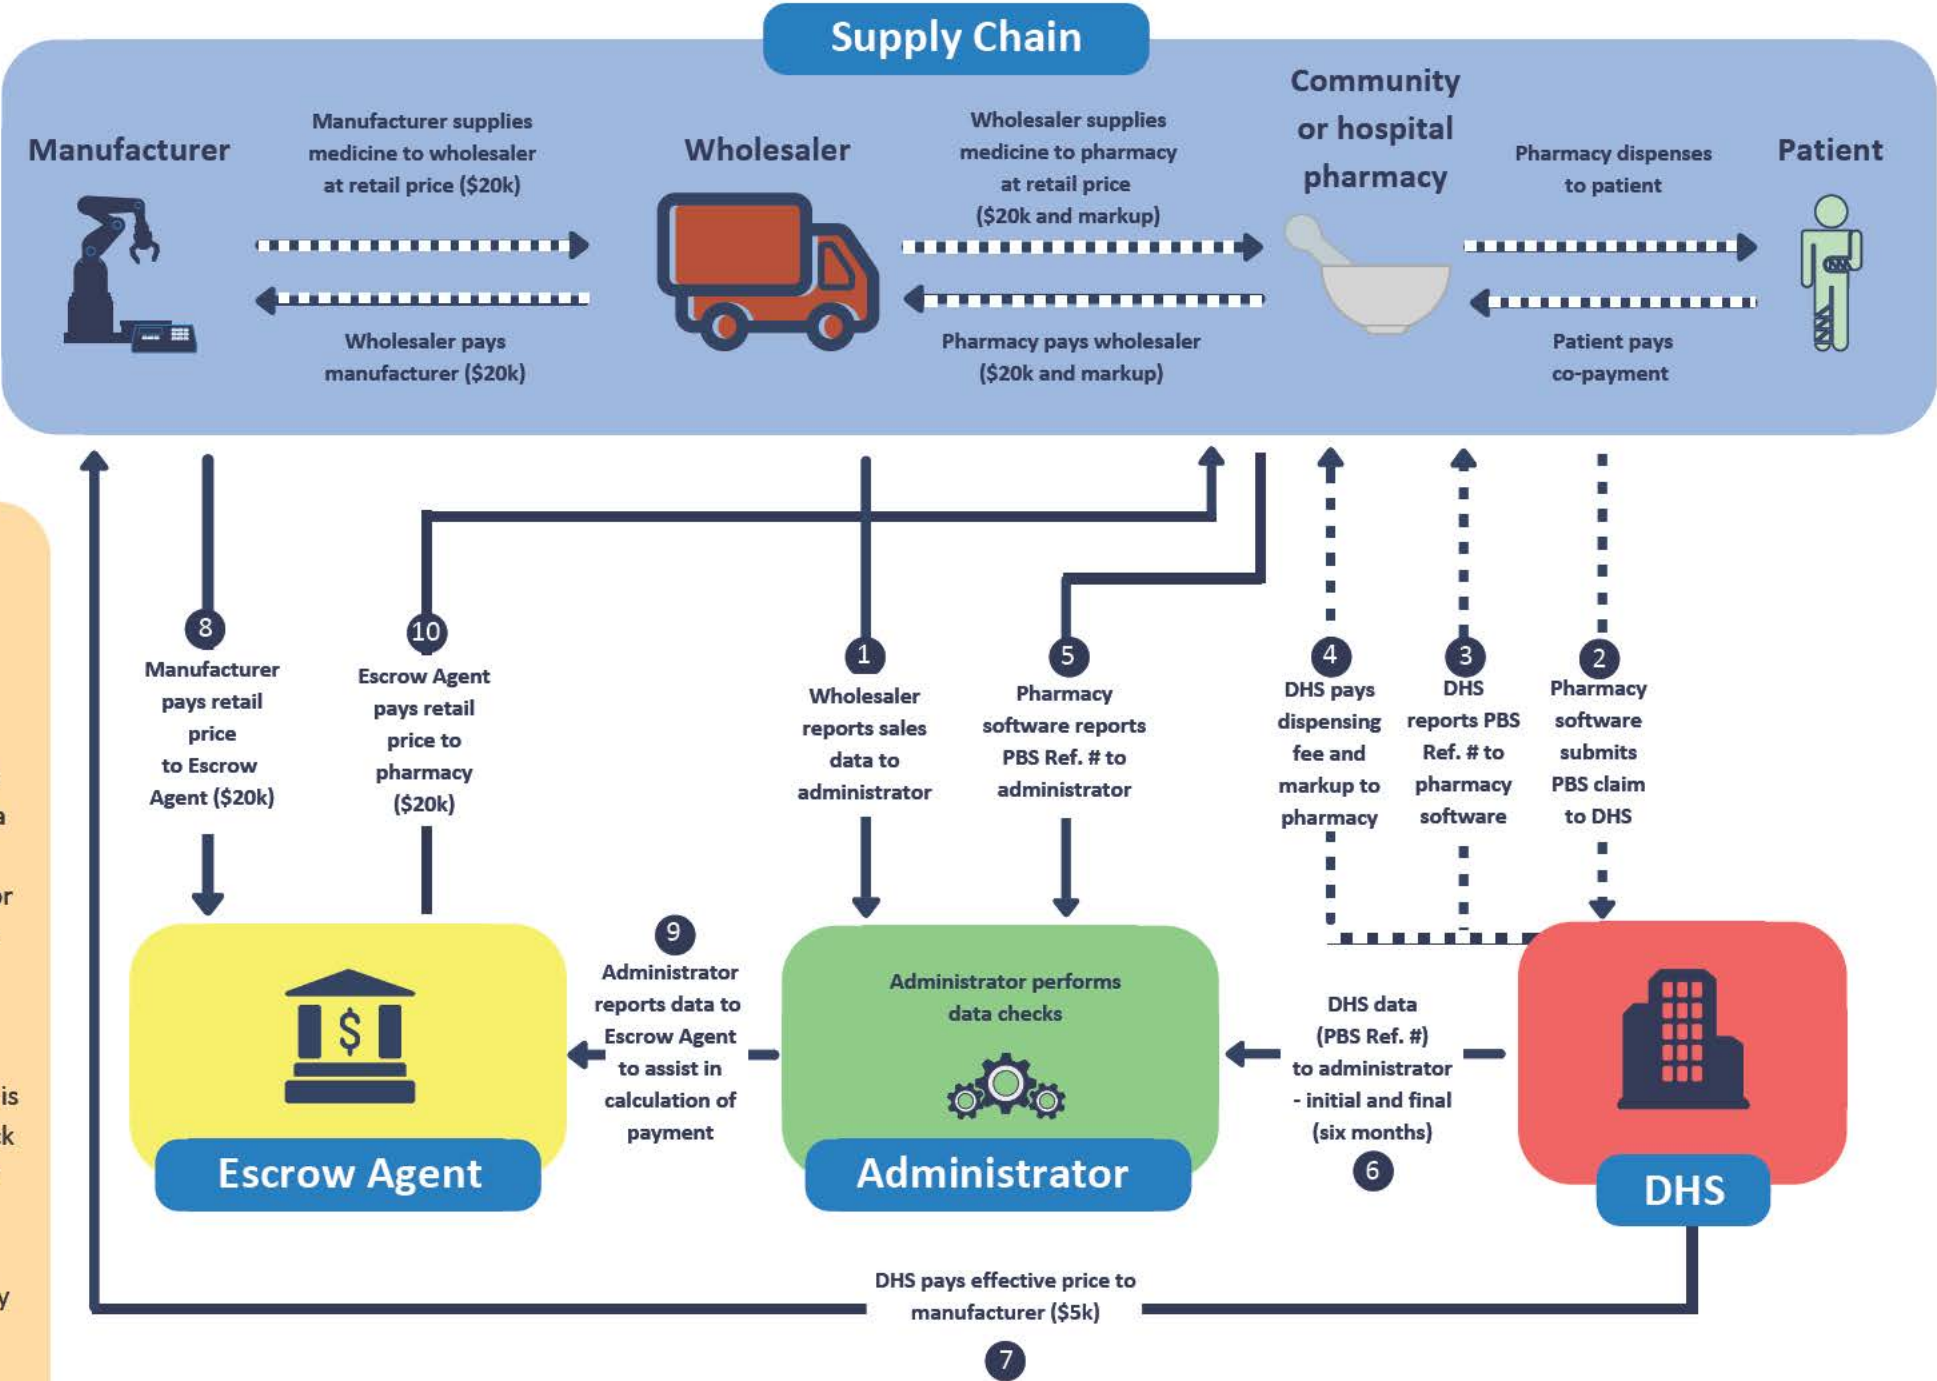 Supply Chain
Manufacturer
Manufacturer supplies
medicine to wholesaler
at retail price ($20k)
Wholesaler pays
manufacturer ($20k)
Wholesaler
Wholesaler supplies
medicine to pharmacy
at retail price
($20k and markup)
Pharmacy pays wholesaler
($20k and markup)
Community
or hospital
pharmacy
Pharmacy dispenses
to patient
Patient pays
co-payment
Patient
8
Manufacturer
pays retail
price
to Escrow
Agent ($20k)
10
Escrow Agent
pays retail
price to
pharmacy
($20k)
1
Wholesaler
reports sales
data to
administrator
5
Pharmacy
software reports
PBS Ref. # to
administrator
4
DHS pays
dispensing
fee and
markup to
pharmacy
3
DHS
reports PBS
Ref. # to
pharmacy
software
2
Pharmacy
software
submits
PBS claim
to DHS
a
or
is
k
y
$
Escrow Agent
9
Administrator
reports data to
Escrow Agent
to assist in
calculation of
payment
Administrator performs
data checks
Administrator
DHS data
(PBS Ref. #)
to administrator
- initial and final
(six months)
6
DHS
DHS pays effective price to
manufacturer ($5k)
7